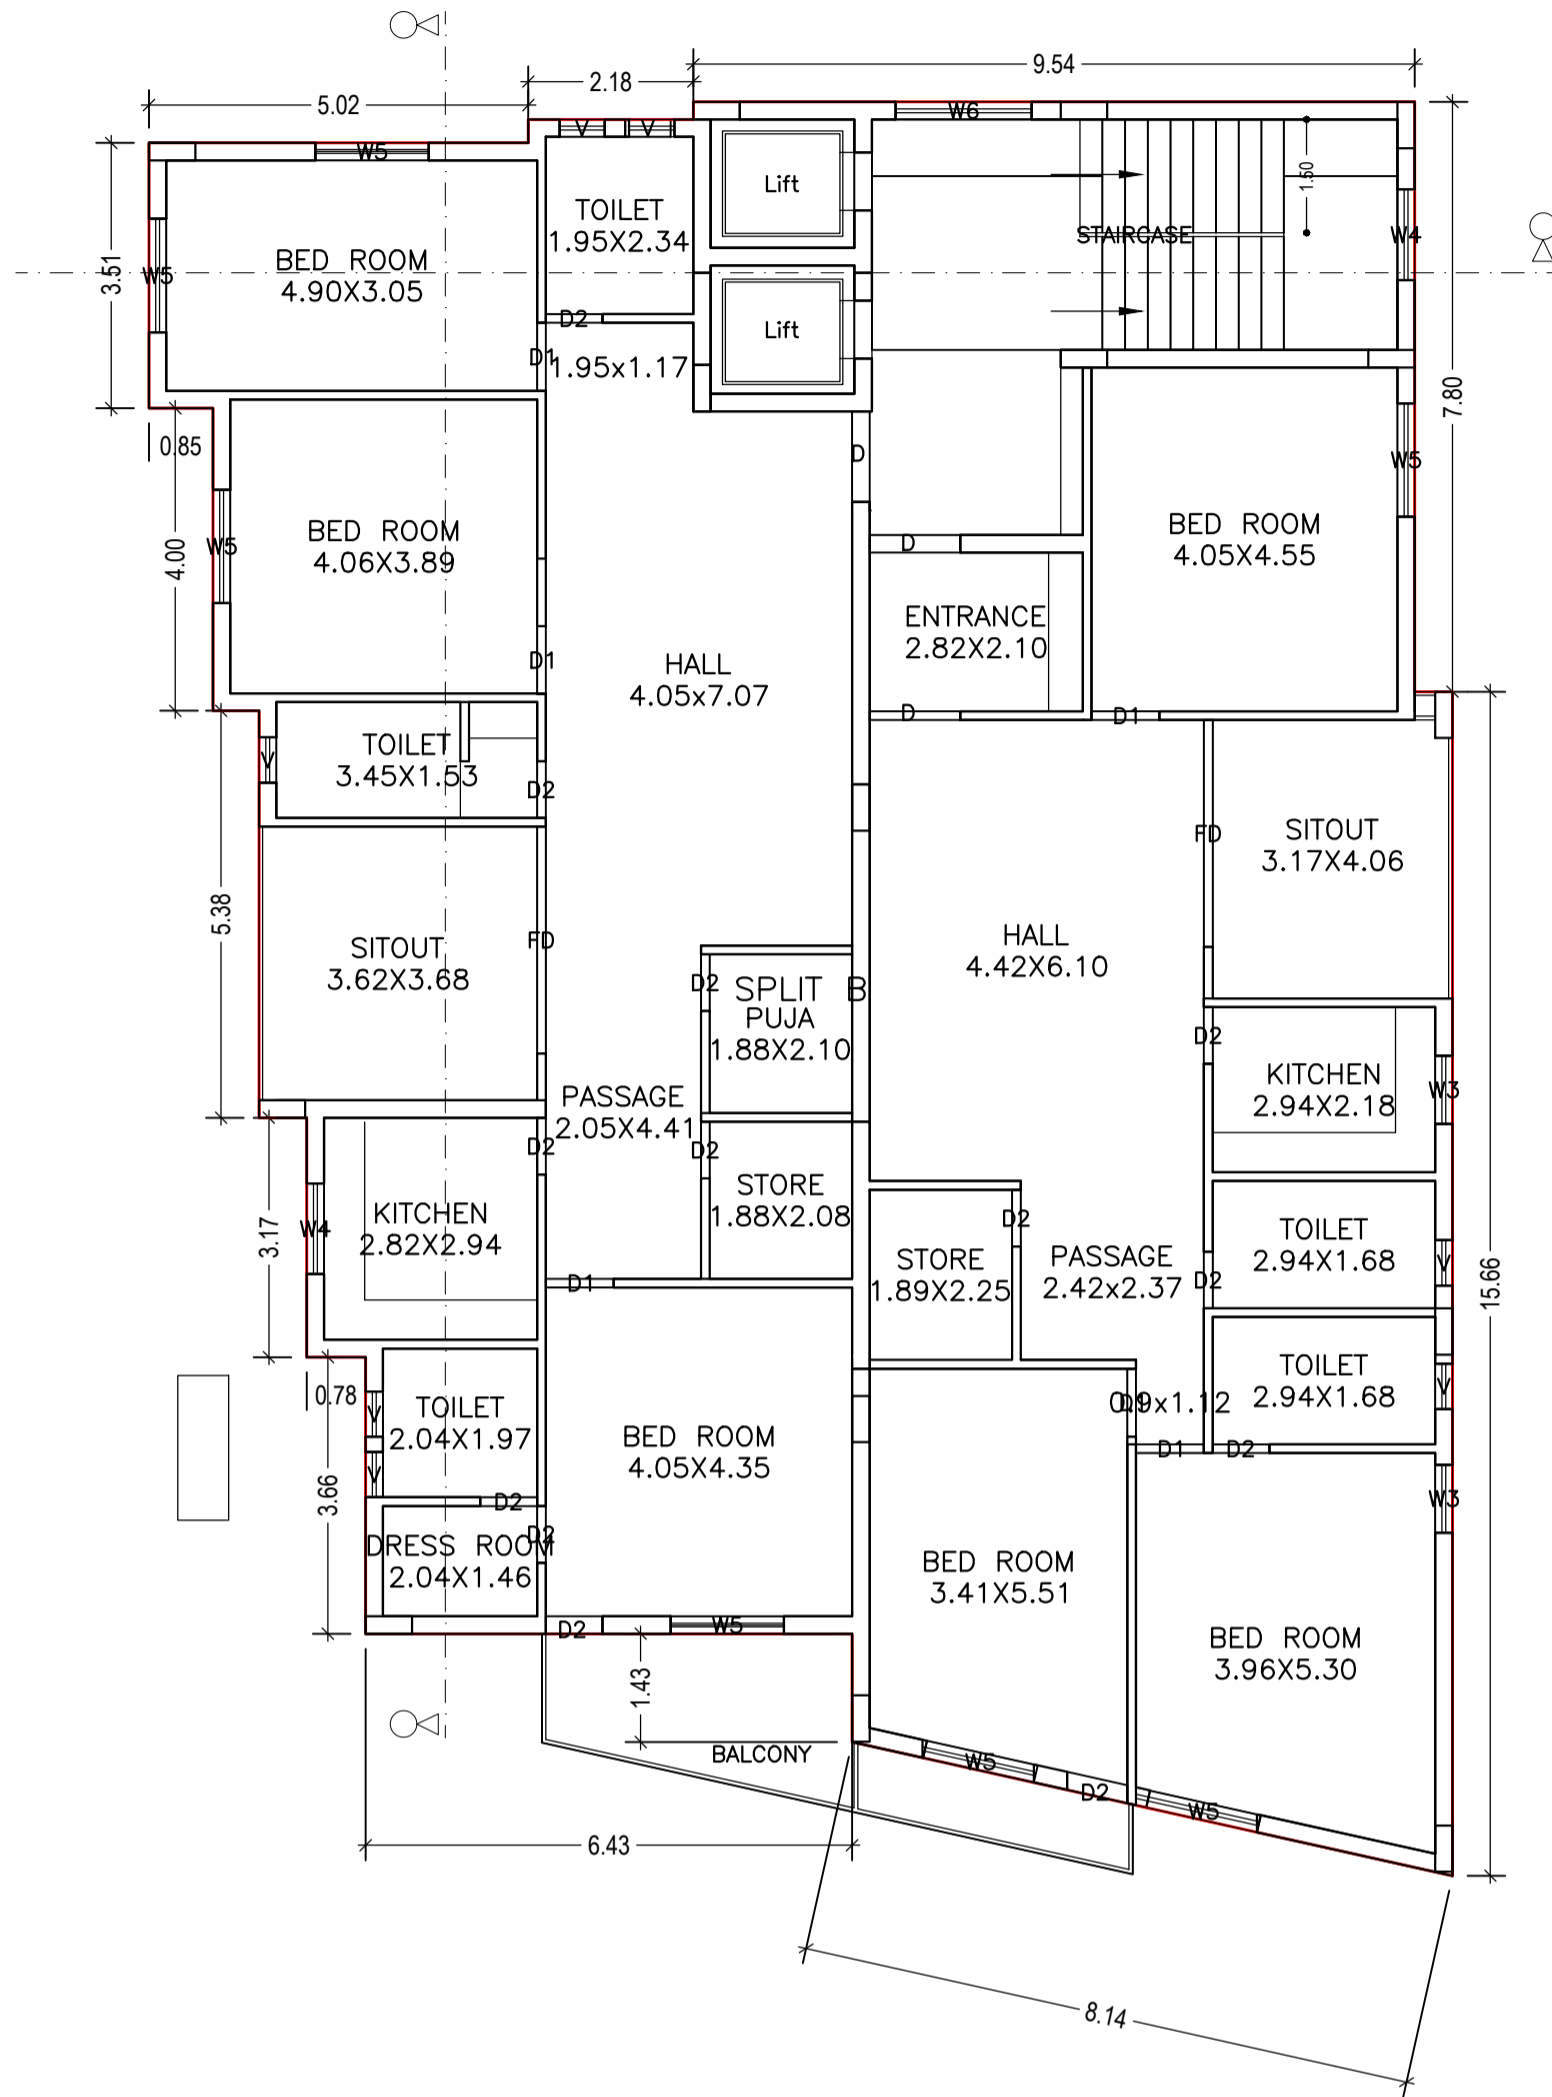 9.54
2.18
5.02
W6
V
V
W5
1.50
Lift
TOILET
1.95X2.34
STAIRCASE
W4
BED ROOM
4.90X3.05
W5
3.51
D2
Lift
D1
1.95x1.17
7.80
0.85
D
W5
BED ROOM
4.06X3.89
W5
4.00
D
BED ROOM
4.05X4.55
ENTRANCE
2.82X2.10
D1
HALL
4.05x7.07
D
D1
TOILET
3.45X1.53
V
D2
FD
SITOUT
3.17X4.06
5.38
SITOUT
3.62X3.68
FD
HALL
4.42X6.10
D2
SPLIT B
PUJA
1.88X2.10
D2
KITCHEN
2.94X2.18
W3
PASSAGE
2.05X4.41
D2
D2
STORE
1.88X2.08
KITCHEN
2.82X2.94
W4
3.17
D2
STORE
1.89X2.25
PASSAGE
2.42x2.37
D2
TOILET
2.94X1.68
V
15.66
D1
0.78
TOILET
2.04X1.97
V
V
TOILET
2.94X1.68
V
0.9x1.12
D1
BED ROOM
4.05X4.35
D1
D2
3.66
D2
W3
DRESS ROOM
2.04X1.46
D2
BED ROOM
3.41X5.51
D2
W5
BED ROOM
3.96X5.30
1.43
BALCONY
W5
D2
W5
6.43
8.14